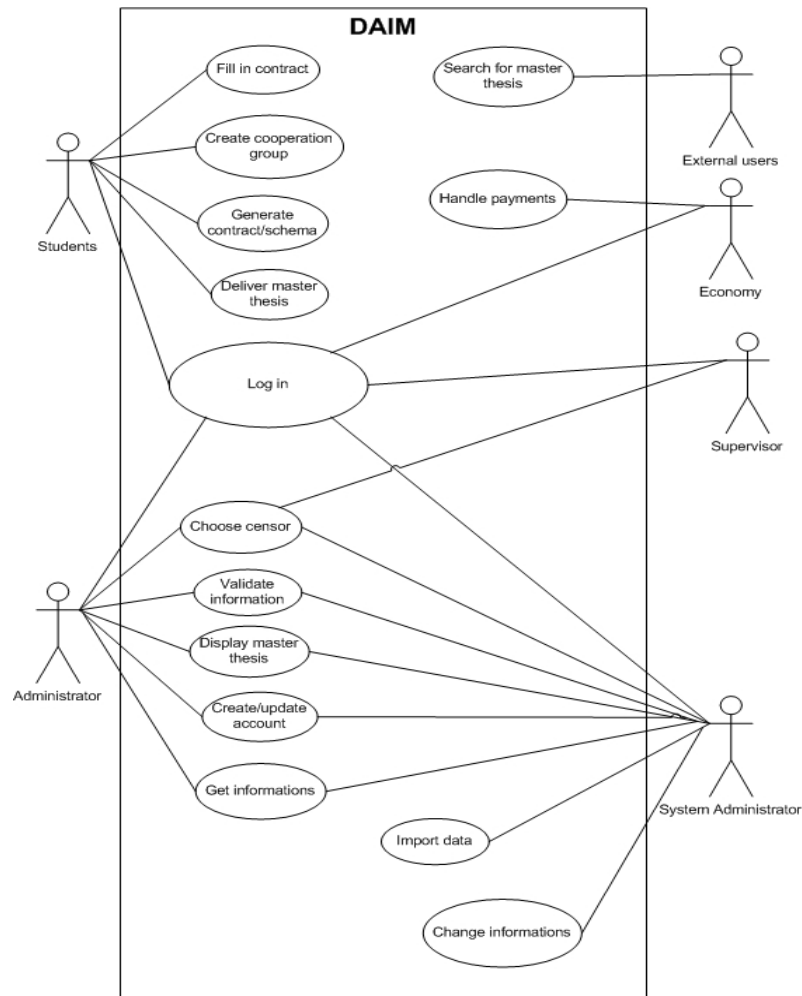 DAIM
Fill in contract
Search for master
thesis
External users
Create cooperation
group
Students
Handle payments
Generate
contract/schema
Economy
Deliver master
thesis
Log in
Supervisor
Choose censor
Validate
information
Administrator
Display master
thesis
Create/update
account
System Administrator
Get informations
Import data
Change informations